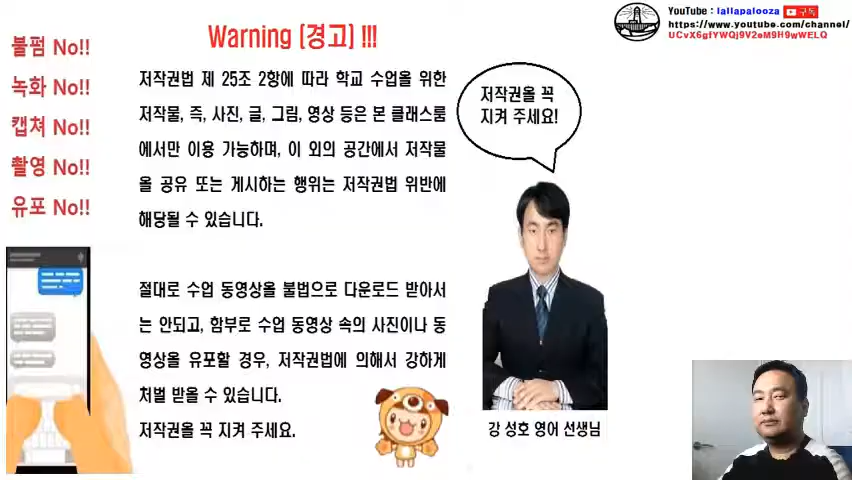 불펌 No!!
녹화 No!!
캡쳐 No!!
촬영 No!!
유포 No!!
Warning (경고) !!!
저작권법 제 25조 2항에 따라 학교 수업을 위한
저작물, 즉, 사진, 글, 그림, 영상 등은 본 클래스룸
에서만 이용 가능하며, 이 외의 공간에서 저작물
을 공유 또는 게시하는 행위는 저작권법 위반에
해당될 수 있습니다.
절대로 수업 동영상을 불법으로 다운로드 받아서
는 안되고, 함부로 수업 동영상 속의 사진이나 동
영상을 유포할 경우, 저작권법에 의해서 강하게
처벌 받을 수 있습니다.
저작권을 꼭 지켜 주세요.
저작권을 꼭
지켜 주세요!
강 성호 영어 선생님
YouTube : lallapalooza 구독
https://www.youtube.com/channel/
UCvX6gfYWQj9V2eM9H9wWELQ